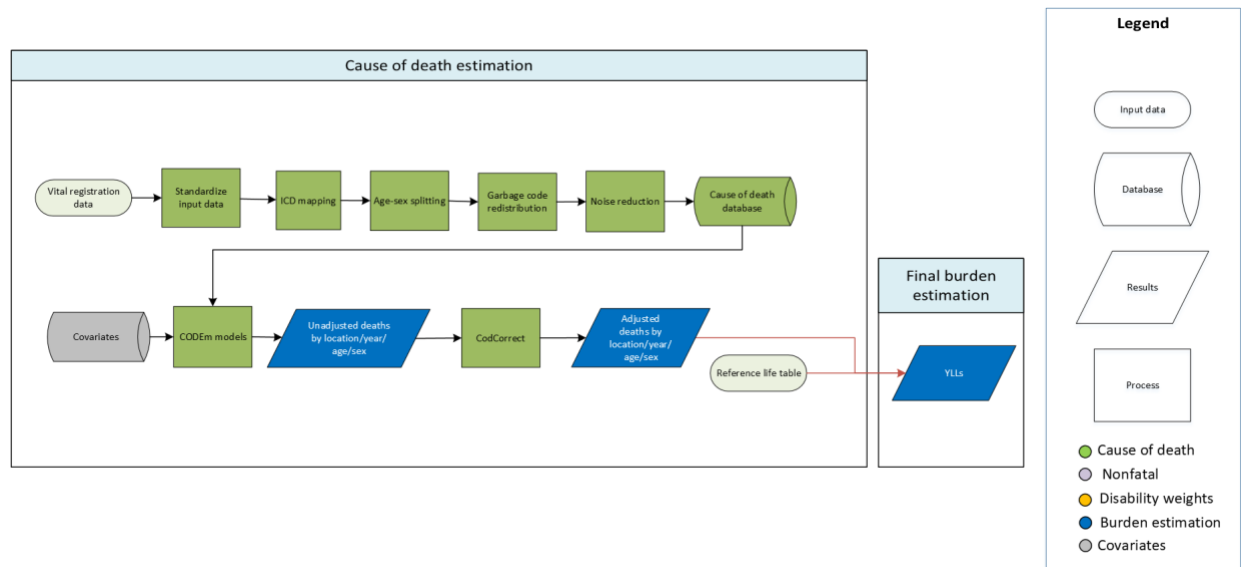 Legend
Cause of death estimation
Input data
Vital registration
data
Standardize
input data
ICD mapping
Age-sex splitting
Garbage code
redistribution
Noise reduction
Cause of death
database
Database
Final burden
estimation
Results
Covariates
CODEm models
Unadjusted deaths
by location/year/
age/sex
CodCorrect
Adjusted
deaths by
location/year/
age/sex
Reference life table
YLLs
Process
Cause of death
Nonfatal
Disability weights
Burden estimation
Covariates